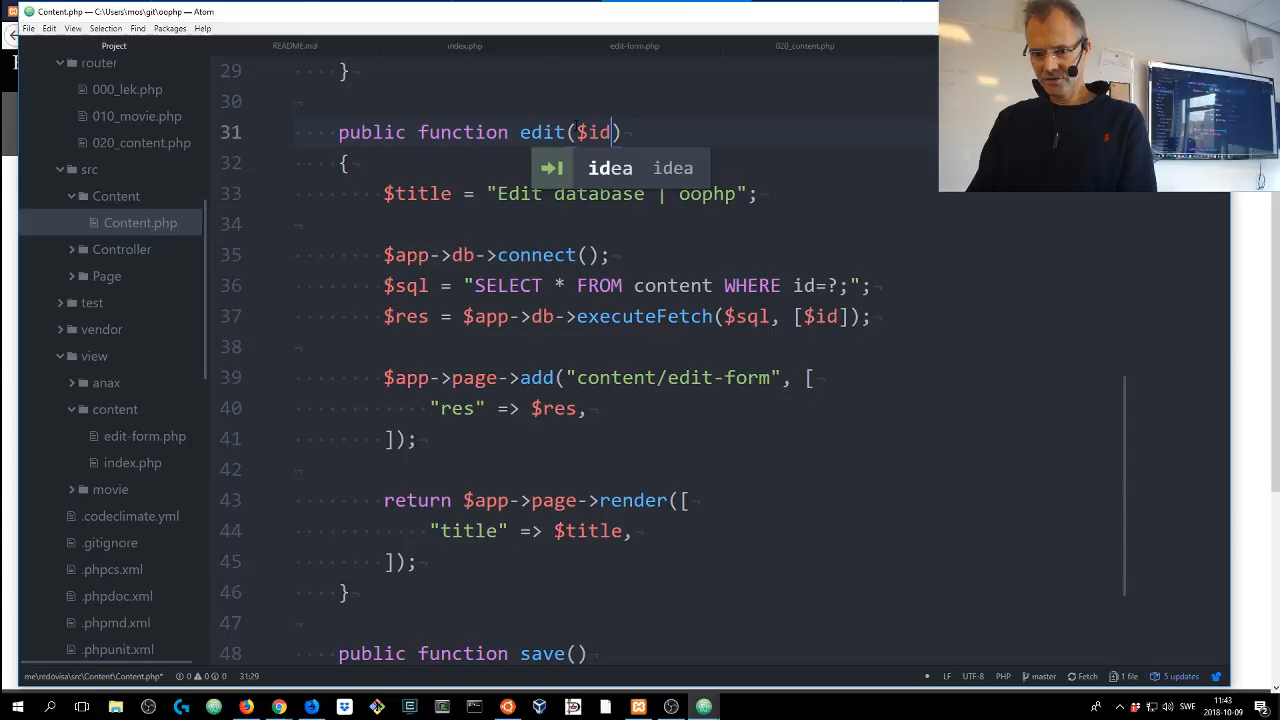 Content.php — C:\Users\mos\git\oophp — Atom
File Edit View Selection Find Packages Help
Project
README.md
index.php
edit-form.php
020_content.php
router
000_lek.php
010_movie.php
020_content.php
src
Content
Content.php
Controller
Page
test
vendor
view
anax
content
edit-form.php
index.php
movie
.codeclimate.yml
.gitignore
.phpcs.xml
.phpdoc.xml
.phpmd.xml
.phpunit.xml
29 }
30
31 public function edit($id)
32 {
idea idea
33 $title = "Edit database | oophp";
34
35 $app->db->connect();
36 $sql = "SELECT * FROM content WHERE id=?;";
37 $res = $app->db->executeFetch($sql, [$id]);
38
39 $app->page->add("content/edit-form", [
40 "res" => $res,
41 ]);
42
43 return $app->page->render([
44 "title" => $title,
45 ]);
46 }
47
48 public function save()
me\redovisa\src\Content\Content.php* 0 0 0 31:29
LF UTF-8 PHP master Fetch 1 file 5 updates
SWE
11:43
2018-10-09